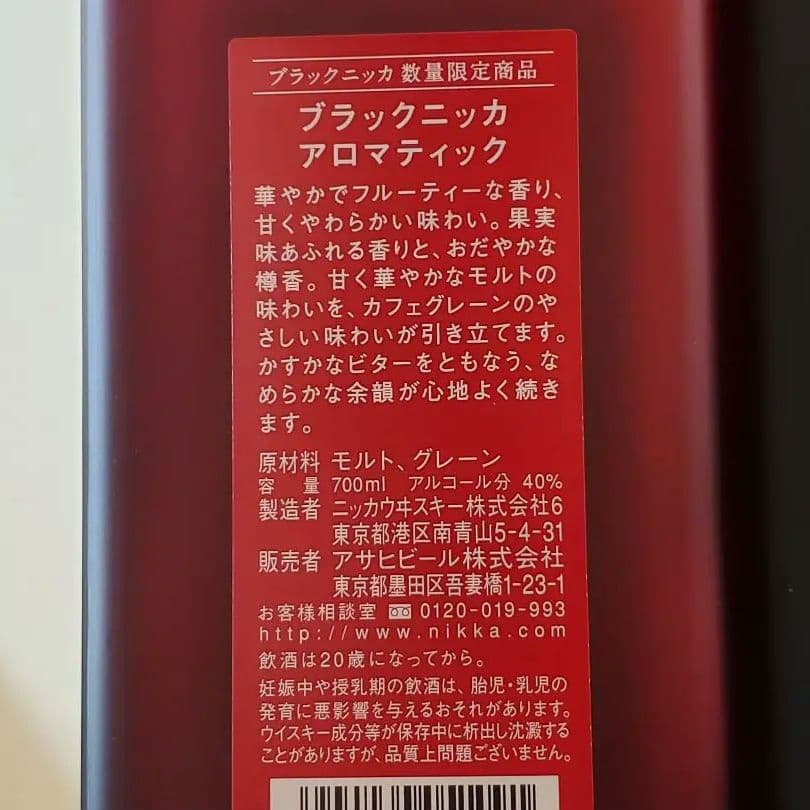 ブラックニッカ 数量限定商品
ブラックニッカ
アロマティック
華やかでフルーティーな香り、
甘くやわらかい味わい。果実
味あふれる香りと、おだやかな
樽香。甘く華やかなモルトの
味わいを、カフェグレーンのや
さしい味わいが引き立てます。
かすかなビターをともなう、な
めらかな余韻が心地よく続き
ます。
原材料 モルト、グレーン
容量 700ml アルコール分 40%
製造者 ニッカウヰスキー株式会社6
東京都港区南青山5-4-31
販売者 アサヒビール株式会社
東京都墨田区吾妻橋1-23-1
お客様相談室 0120-019-993
http://www.nikka.com
飲酒は20歳になってから。
妊娠中や授乳期の飲酒は、胎児・乳児の
発育に悪影響を与えるおそれがあります。
ウイスキー成分等が保存中に析出し沈澱する
ことがありますが、品質上問題ございません。